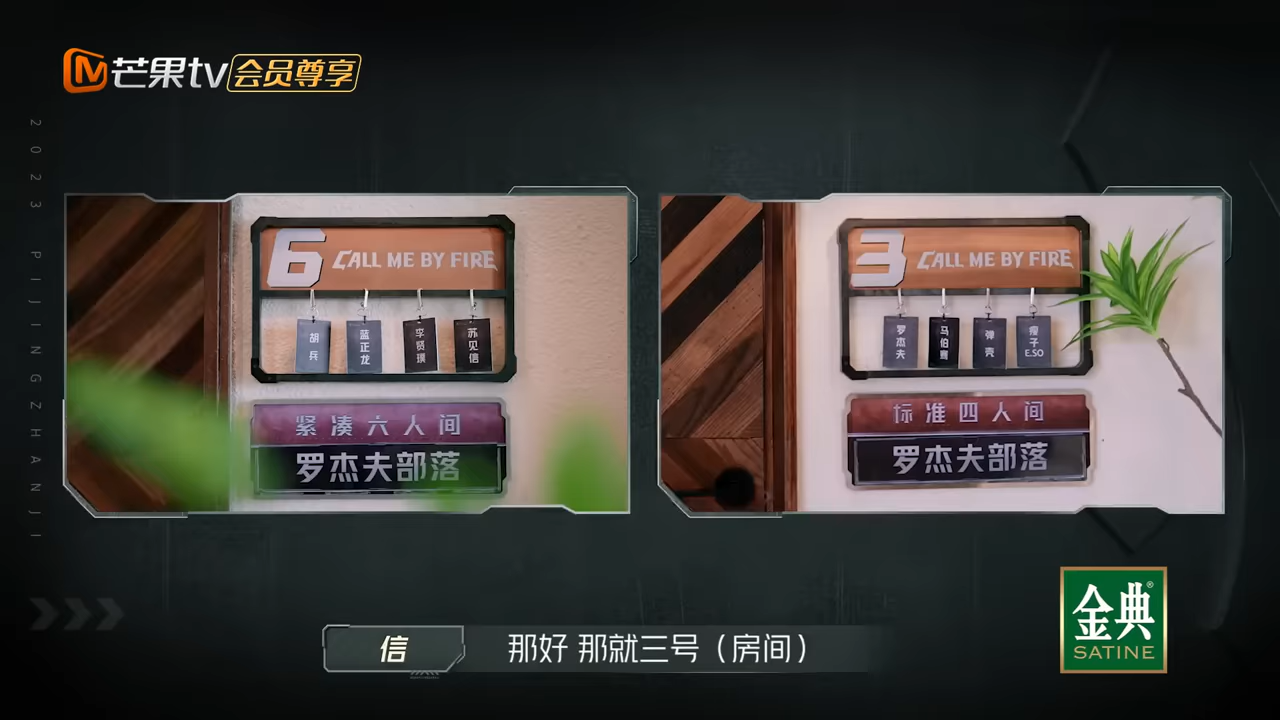 芒果tv会员尊享
2023 PIJINGZHANJI
6 CALL ME BY FIRE
胡兵
蓝正龙
李贤璞
苏见信
紧凑六人间
罗杰夫部落
3 CALL ME BY FIRE
罗杰夫
马伯骞
弹壳
瘦子E.SO
标准四人间
罗杰夫部落
金典®
SATINE
信 那好 那就三号（房间）